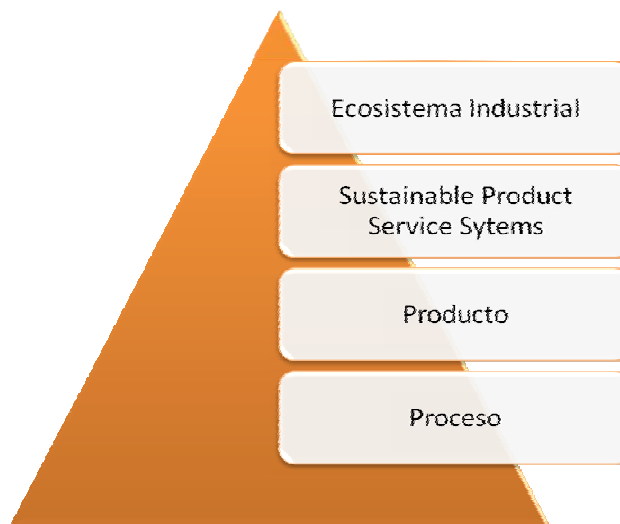 Ecosistema Industrial
Sustainable Product
Service Sytems
Producto
Proceso